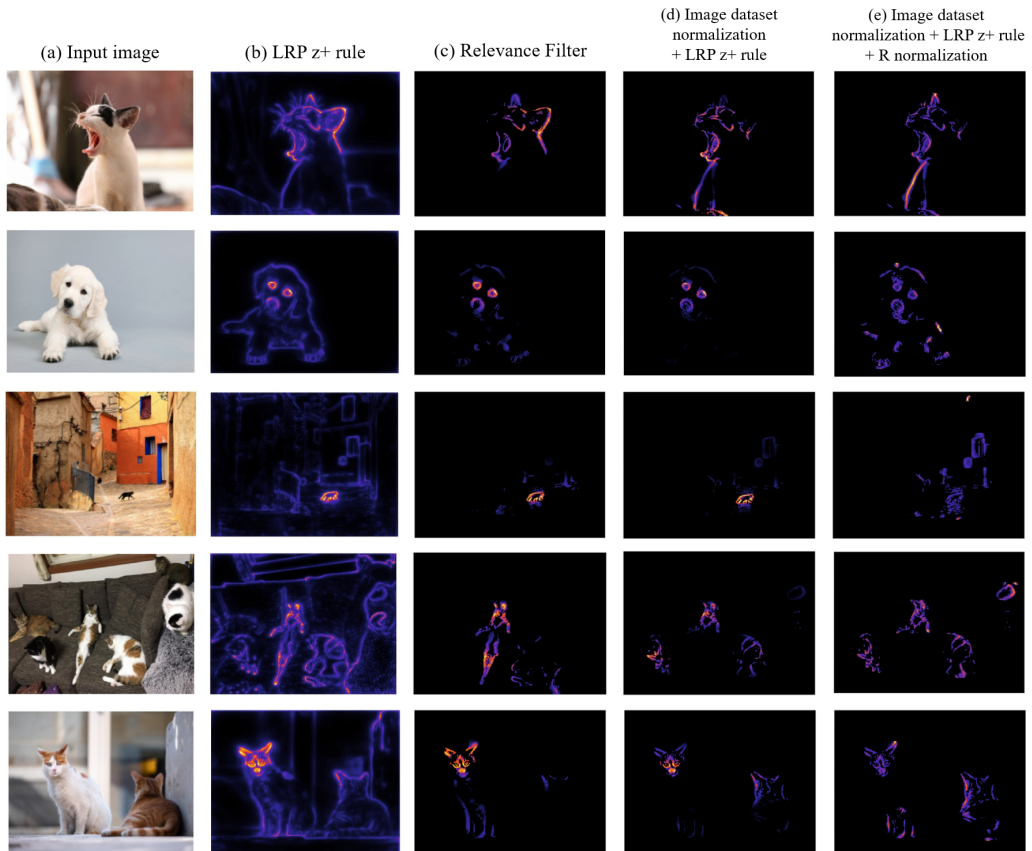 (a) Input image
(b) LRP z+ rule
(c) Relevance Filter
(d) Image dataset
normalization
+ LRP z+ rule
(e) Image dataset
normalization + LRP z+ rule
+ R normalization